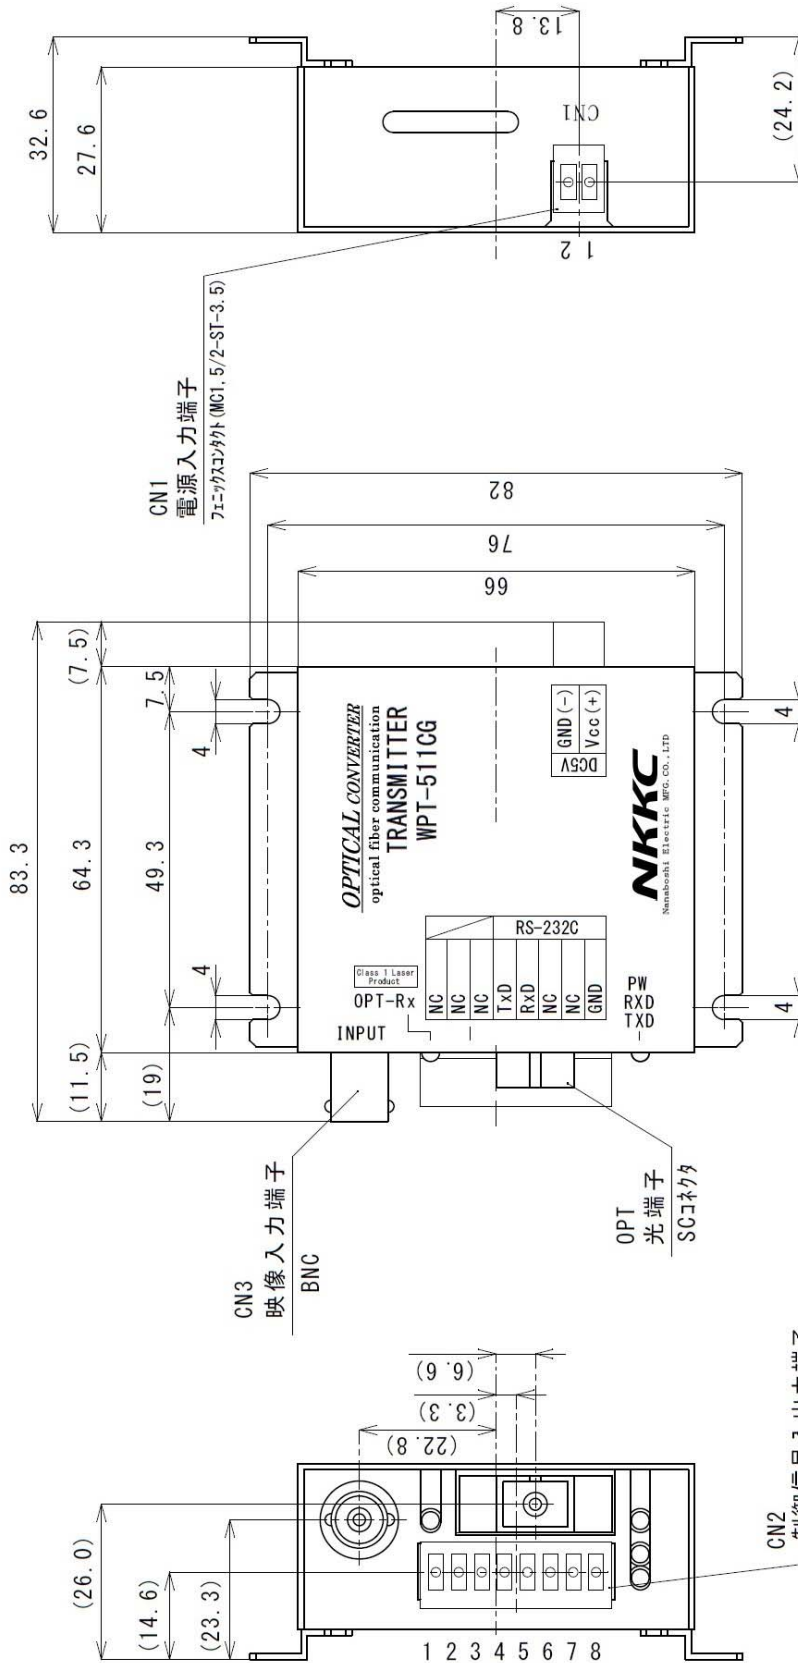 32.6
27.6
13.8
CN1
(24.2)
1 2
CN1
電源入力端子
フェニックスコンタクト(MC1,5/2-ST-3.5)
82
76
66
83.3
(7.5)
64.3
7.5
49.3
4
4
4
4
(11.5)
(19)
OPTICAL CONVERTER
optical fiber communication
TRANSMITTER
WPT-511CG
Class 1 Laser
Product
OPT-Rx
INPUT
NC
NC
NC
TxD
RxD
NC
NC
GND
RS-232C
DC5V
GND(-)
Vcc(+)
PW
RXD
TXD
NKKC
Nanaboshi Electric MFG.CO.,LTD
CN3
映像入力端子
BNC
OPT
光端子
SCコネクタ
(6.6)
(3.3)
(22.8)
(26.0)
(14.6)
(23.3)
1 2 3 4 5 6 7 8
CN2